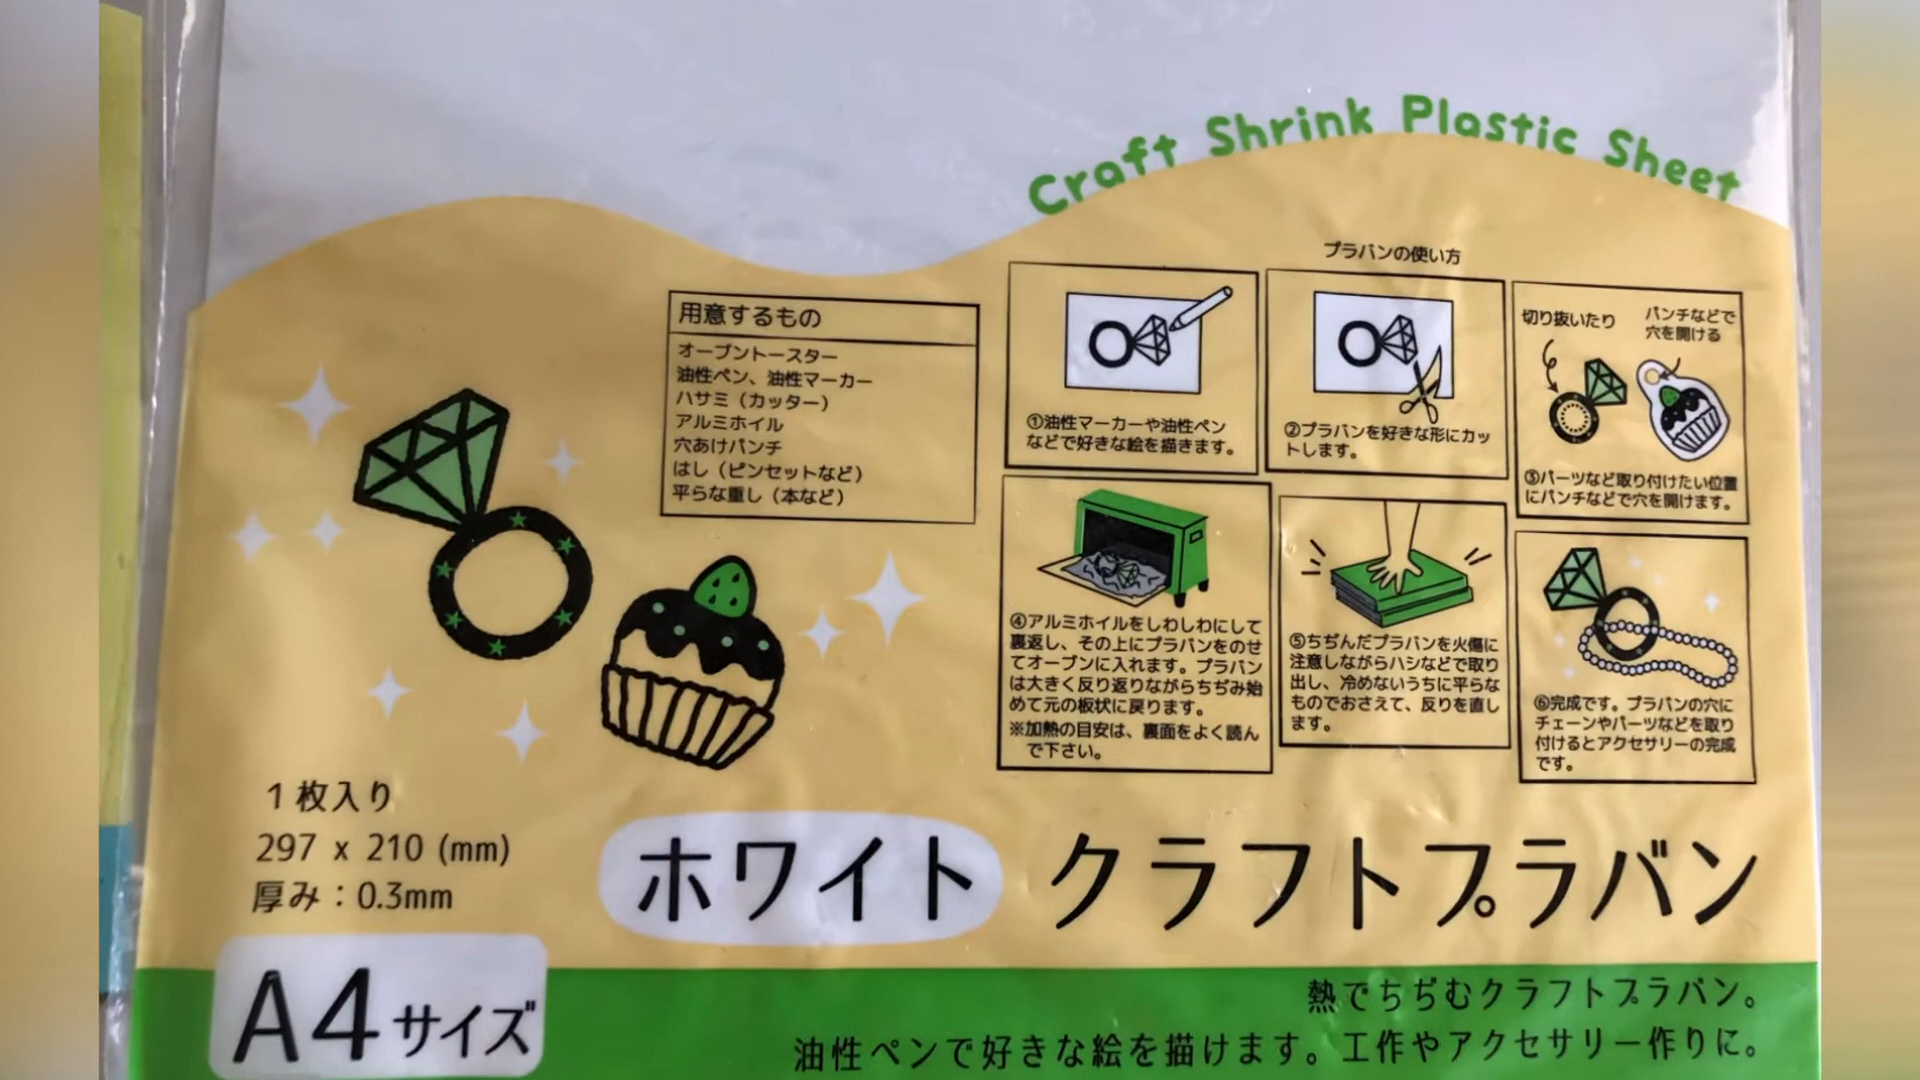 Craft Shrink Plastic Sheet
プラバンの使い方
用意するもの
オーブントースター
油性ペン、油性マーカー
ハサミ（カッター）
アルミホイル
穴あけパンチ
はし（ピンセットなど）
平らな重し（本など）
①油性マーカーや油性ペン
などで好きな絵を描きます。
②プラバンを好きな形にカッ
トします。
切り抜いたり
パンチなどで
穴を開ける
③パーツなど取り付けたい位置
にパンチなどで穴を開けます。
④アルミホイルをしわしわにして
裏返し、その上にプラバンをのせ
てオーブンに入れます。プラバン
は大きく反り返りながらちぢみ始
めて元の板状に戻ります。
※加熱の目安は、裏面をよく読ん
で下さい。
⑤ちぢんだプラバンを火傷に
注意しながらハシなどで取り
出し、冷めないうちに平らな
ものでおさえて、反りを直し
ます。
⑥完成です。プラバンの穴に
チェーンやパーツなどを取り
付けるとアクセサリーの完成
です。
1枚入り
297 x 210 (mm)
厚み：0.3mm
ホワイト クラフトプラバン
A4サイズ
熱でちぢむクラフトプラバン。
油性ペンで好きな絵を描けます。工作やアクセサリー作りに。